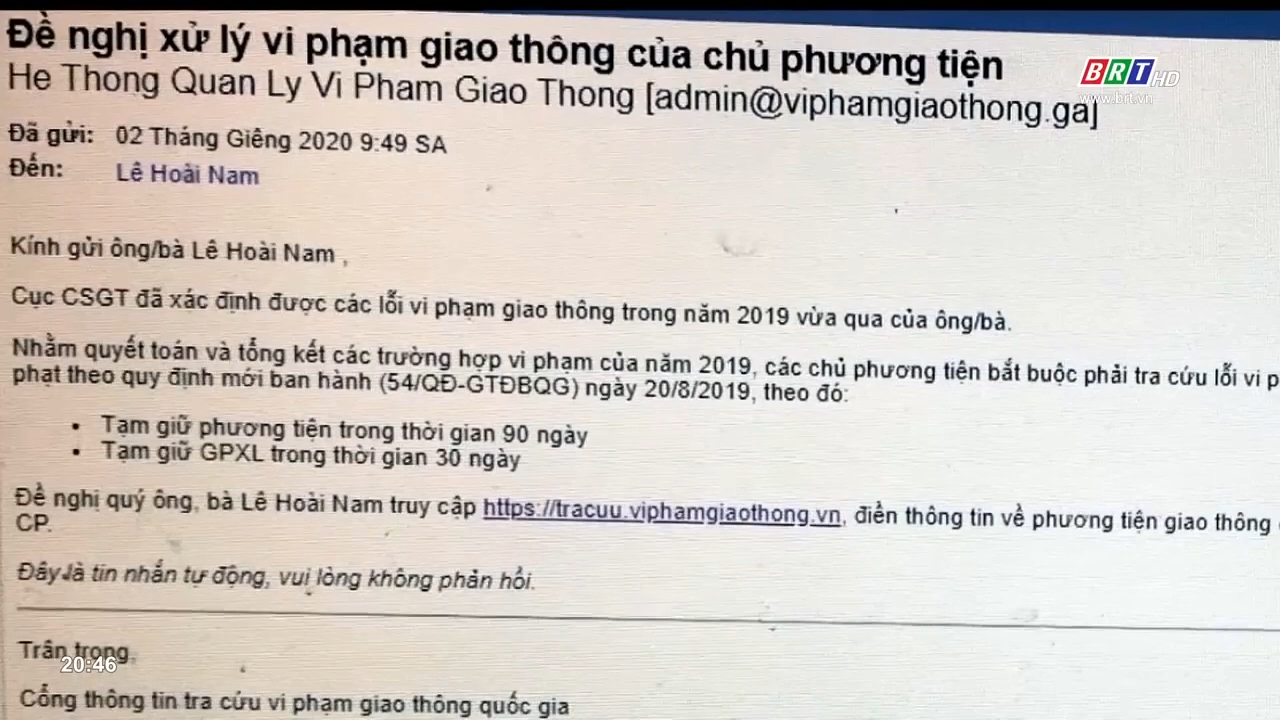 Đề nghị xử lý vi phạm giao thông của chủ phương tiện
He Thong Quan Ly Vi Pham Giao Thong [admin@viphamgiaothong.ga]
BRT HD
www.brt.vn
Đã gửi: 02 Tháng Giêng 2020 9:49 SA
Đến: Lê Hoài Nam
Kính gửi ông/bà Lê Hoài Nam ,
Cục CSGT đã xác định được các lỗi vi phạm giao thông trong năm 2019 vừa qua của ông/bà.
Nhằm quyết toán và tổng kết các trường hợp vi phạm của năm 2019, các chủ phương tiện bắt buộc phải tra cứu lỗi vi p
phạt theo quy định mới ban hành (54/QĐ-GTĐBQG) ngày 20/8/2019, theo đó:
• Tạm giữ phương tiện trong thời gian 90 ngày
• Tạm giữ GPXL trong thời gian 30 ngày
Đề nghị quý ông, bà Lê Hoài Nam truy cập https://tracuu.viphamgiaothong.vn, điền thông tin về phương tiện giao thông
CP.
Đây là tin nhắn tự động, vui lòng không phản hồi.
Trân trọng,
20:46
Cổng thông tin tra cứu vi phạm giao thông quốc gia